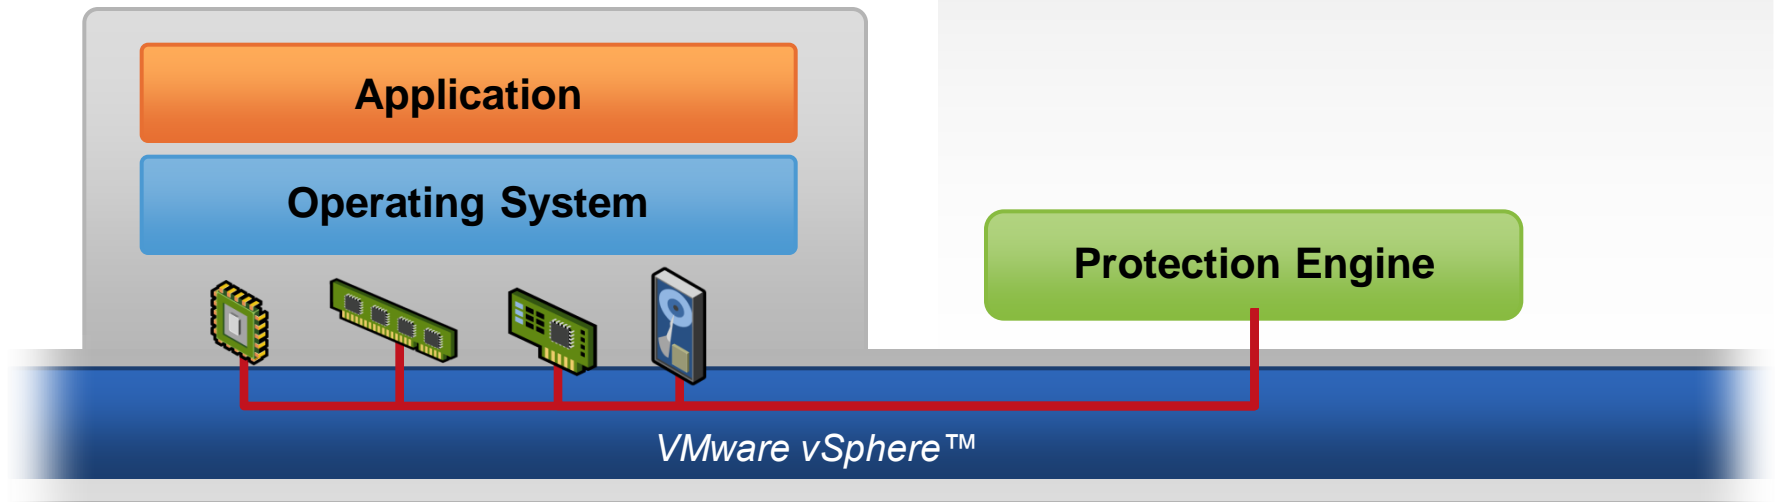 Application
Operating System
Protection Engine
VMware vSphere™